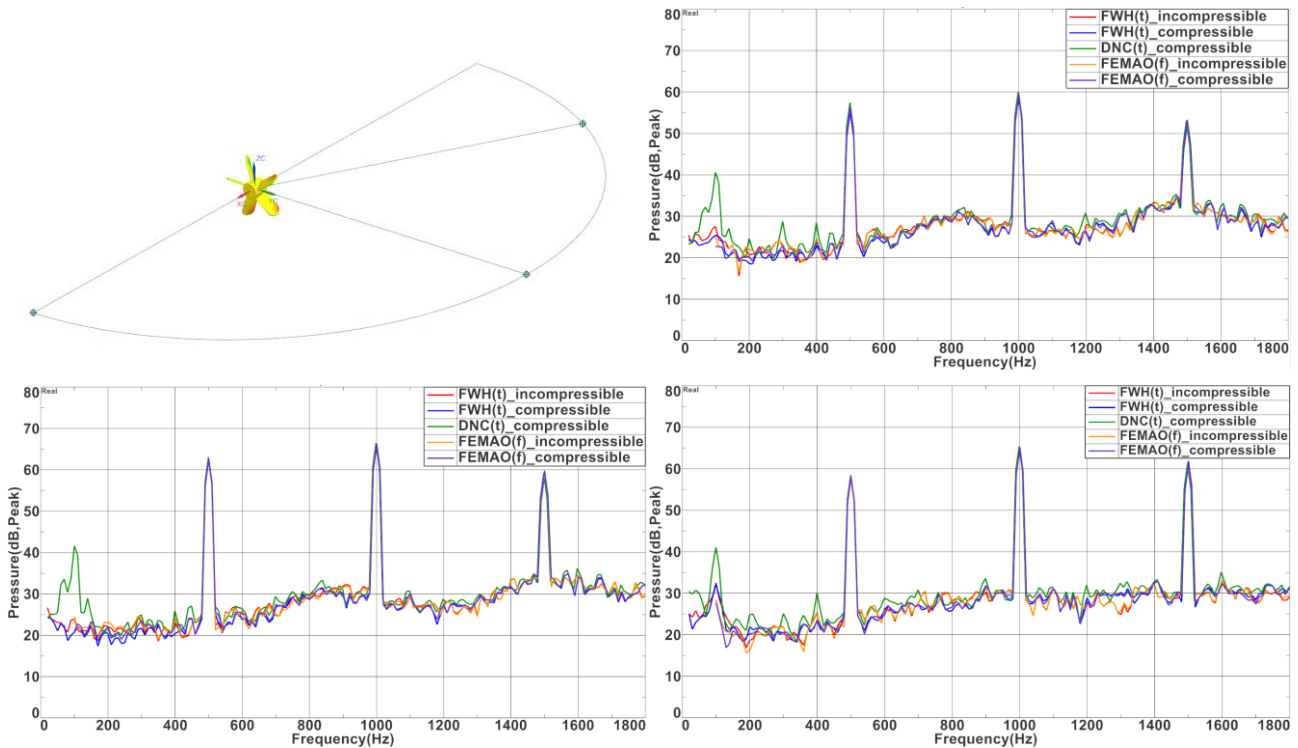 ZC
Real
Pressure(dB,Peak)
80
70
60
50
40
30
20
10
0
FWH(t)_incompressible
FWH(t)_compressible
DNC(t)_compressible
FEMAO(f)_incompressible
FEMAO(f)_compressible
0 200 400 600 800 1000 1200 1400 1600 1800
Frequency(Hz)
Real
Pressure(dB,Peak)
80
70
60
50
40
30
20
10
0
FWH(t)_incompressible
FWH(t)_compressible
DNC(t)_compressible
FEMAO(f)_incompressible
FEMAO(f)_compressible
0 200 400 600 800 1000 1200 1400 1600 1800
Frequency(Hz)
Real
Pressure(dB,Peak)
80
70
60
50
40
30
20
10
0
FWH(t)_incompressible
FWH(t)_compressible
DNC(t)_compressible
FEMAO(f)_incompressible
FEMAO(f)_compressible
0 200 400 600 800 1000 1200 1400 1600 1800
Frequency(Hz)